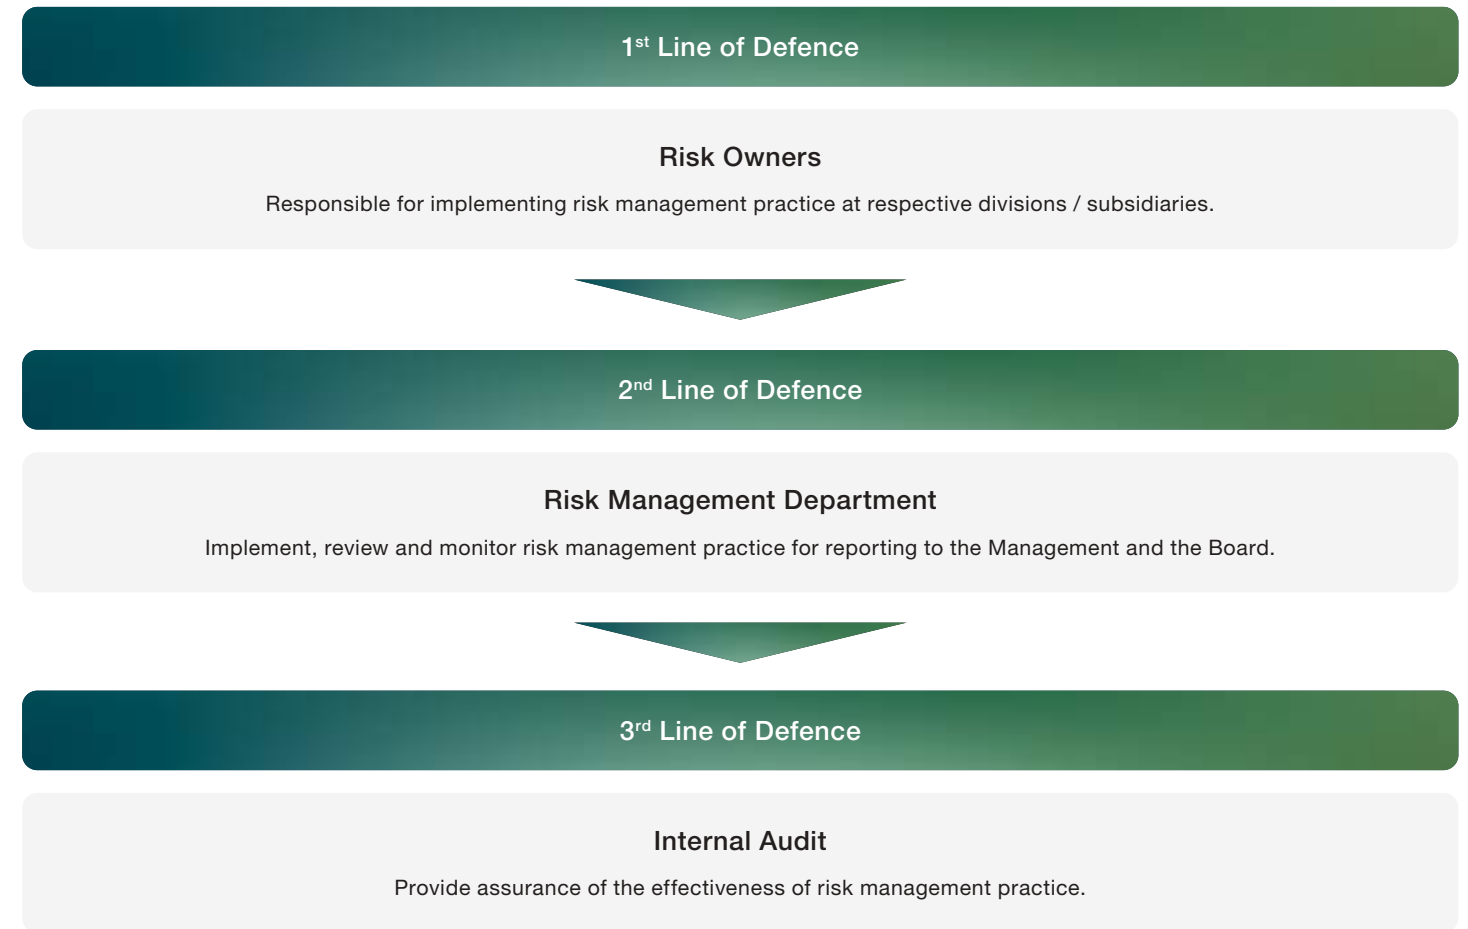 1st Line of Defence
Risk Owners
Responsible for implementing risk management practice at respective divisions / subsidiaries.
2nd Line of Defence
Risk Management Department
Implement, review and monitor risk management practice for reporting to the Management and the Board.
3rd Line of Defence
Internal Audit
Provide assurance of the effectiveness of risk management practice.